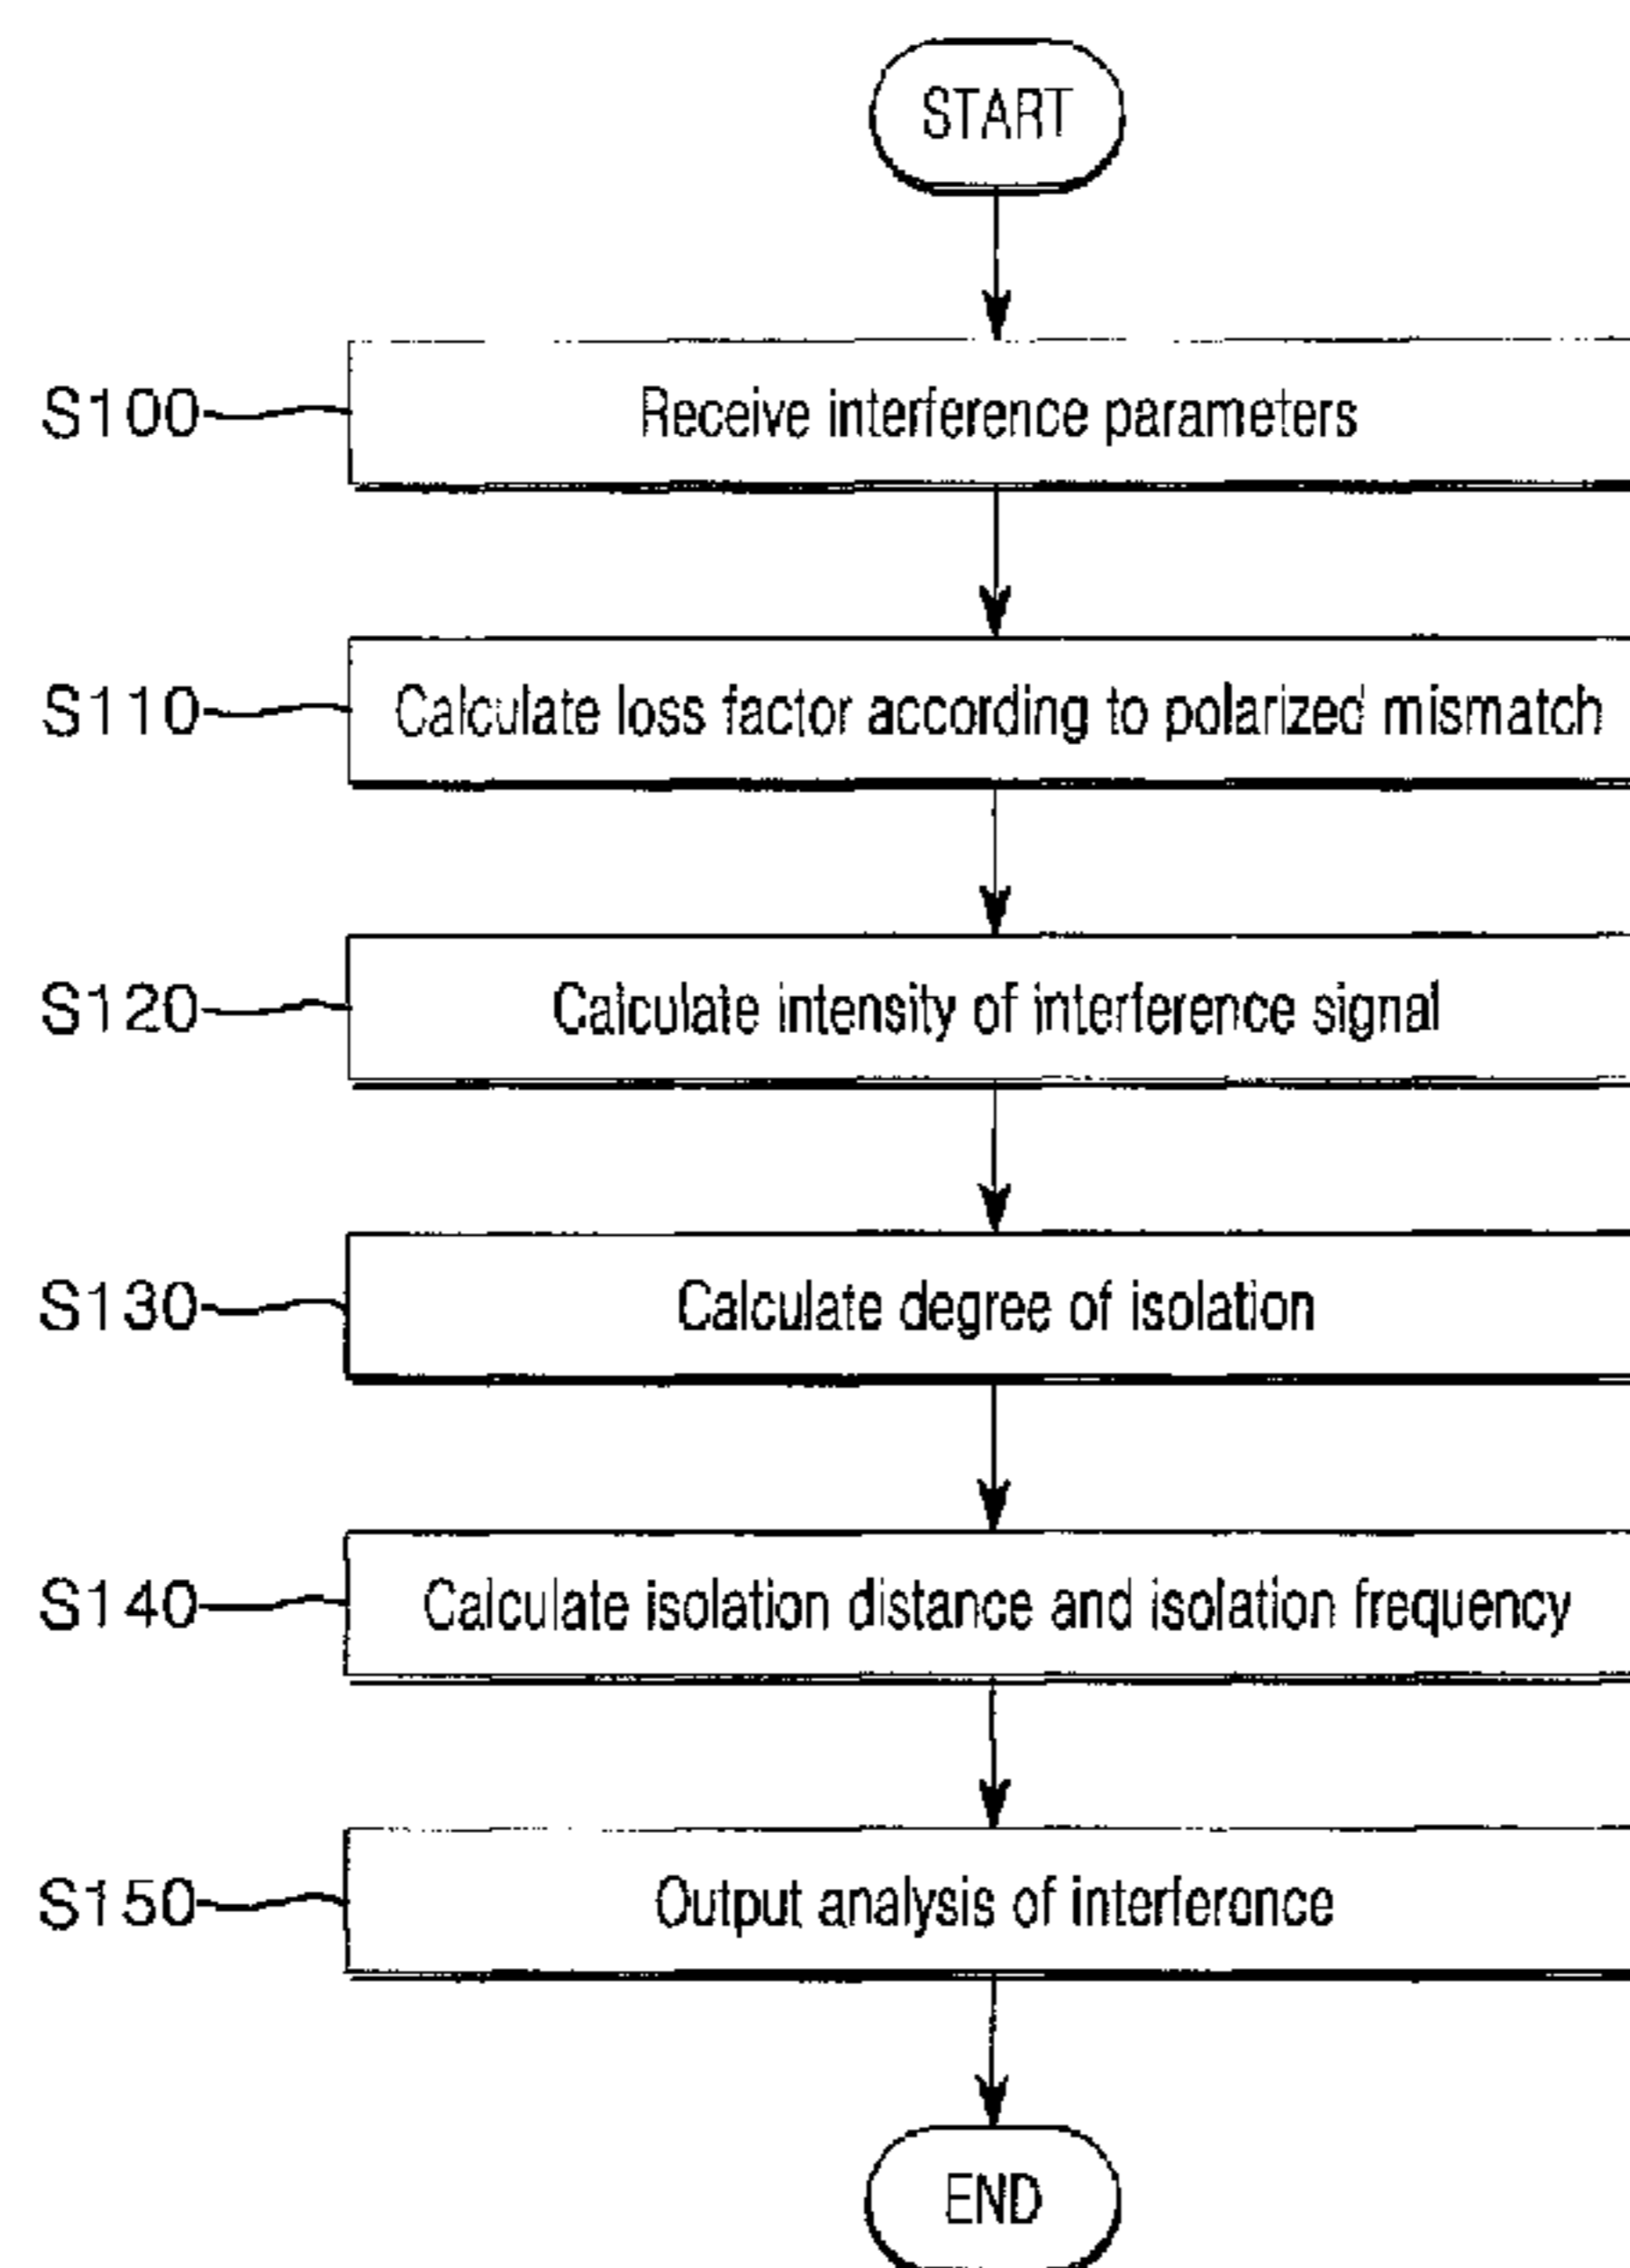 START
S100 Receive interference parameters
S110 Calculate loss factor according to polarized mismatch
S120 Calculate intensity of interference signal
S130 Calculate degree of isolation
S140 Calculate isolation distance and isolation frequency
S150 Output analysis of interference
END